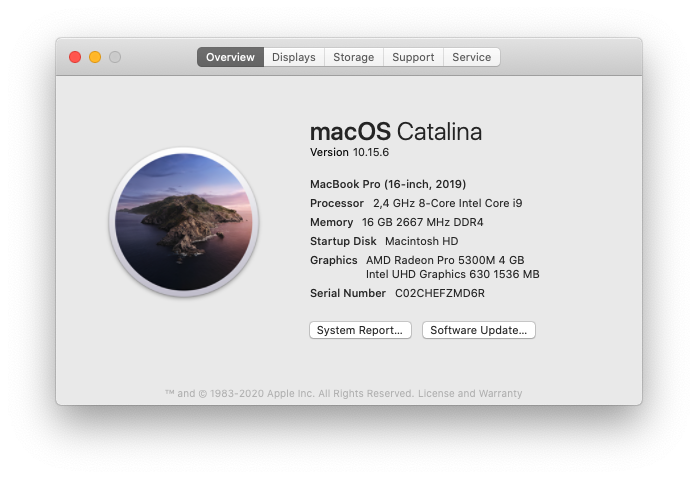 Overview Displays Storage Support Service
macOS Catalina
Version 10.15.6
MacBook Pro (16-inch, 2019)
Processor 2,4 GHz 8-Core Intel Core i9
Memory 16 GB 2667 MHz DDR4
Startup Disk Macintosh HD
Graphics AMD Radeon Pro 5300M 4 GB
Intel UHD Graphics 630 1536 MB
Serial Number C02CHEFZMD6R
System Report... Software Update...
™ and © 1983-2020 Apple Inc. All Rights Reserved. License and Warranty